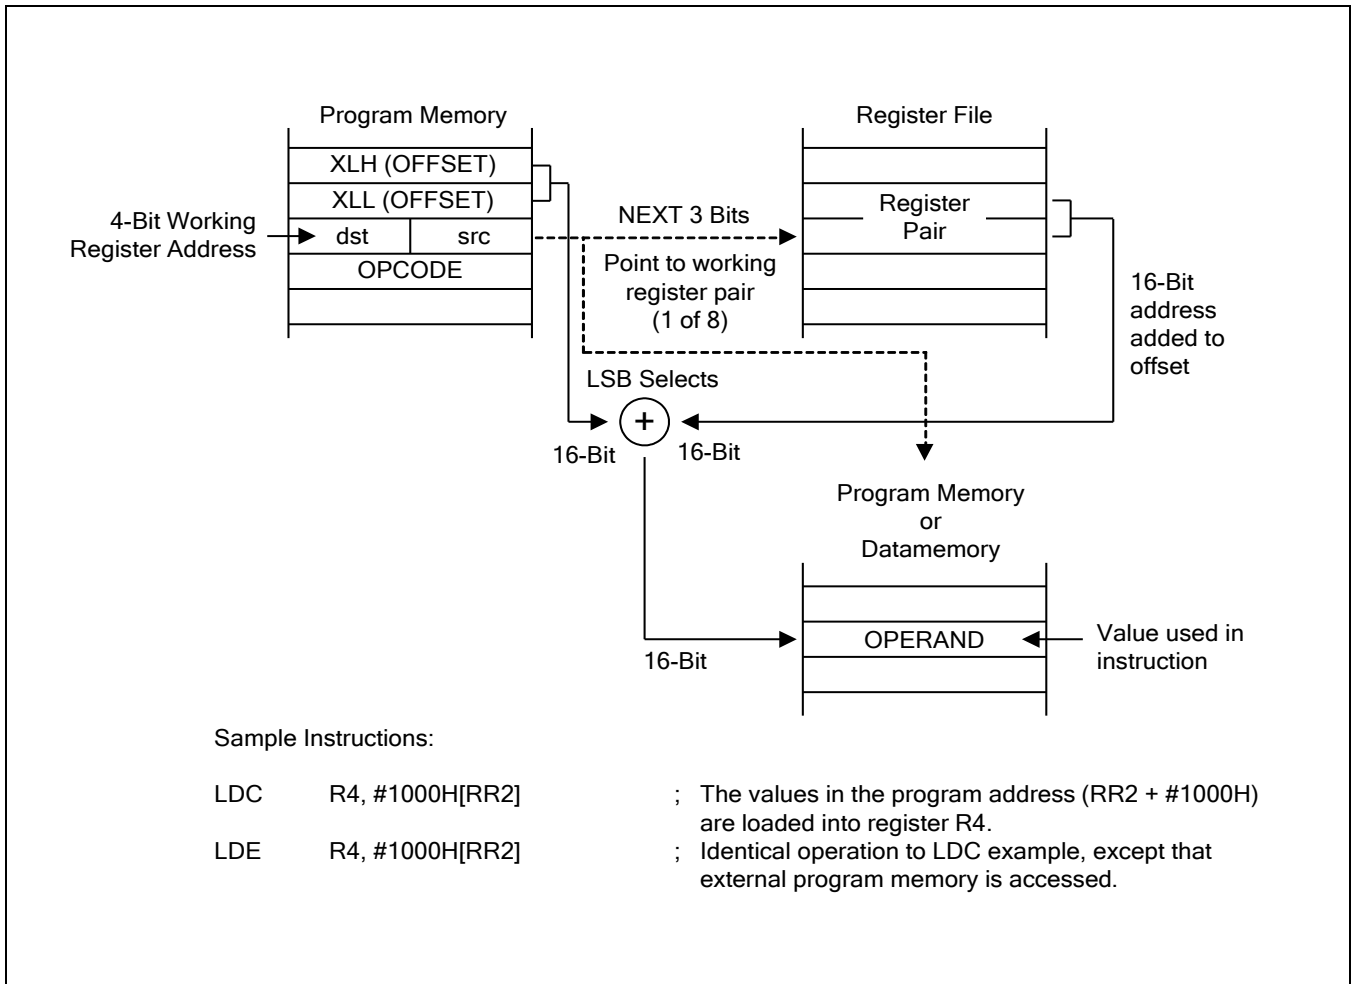 Program Memory
Register File
XLH (OFFSET)
XLL (OFFSET)
4-Bit Working
Register Address
dst
src
OPCODE
NEXT 3 Bits
Point to working
register pair
(1 of 8)
Register
Pair
16-Bit
address
added to
offset
LSB Selects
+
16-Bit
16-Bit
Program Memory
or
Datamemory
OPERAND
Value used in
instruction
16-Bit
Sample Instructions:
LDC R4, #1000H[RR2] ; The values in the program address (RR2 + #1000H)
are loaded into register R4.
LDE R4, #1000H[RR2] ; Identical operation to LDC example, except that
external program memory is accessed.